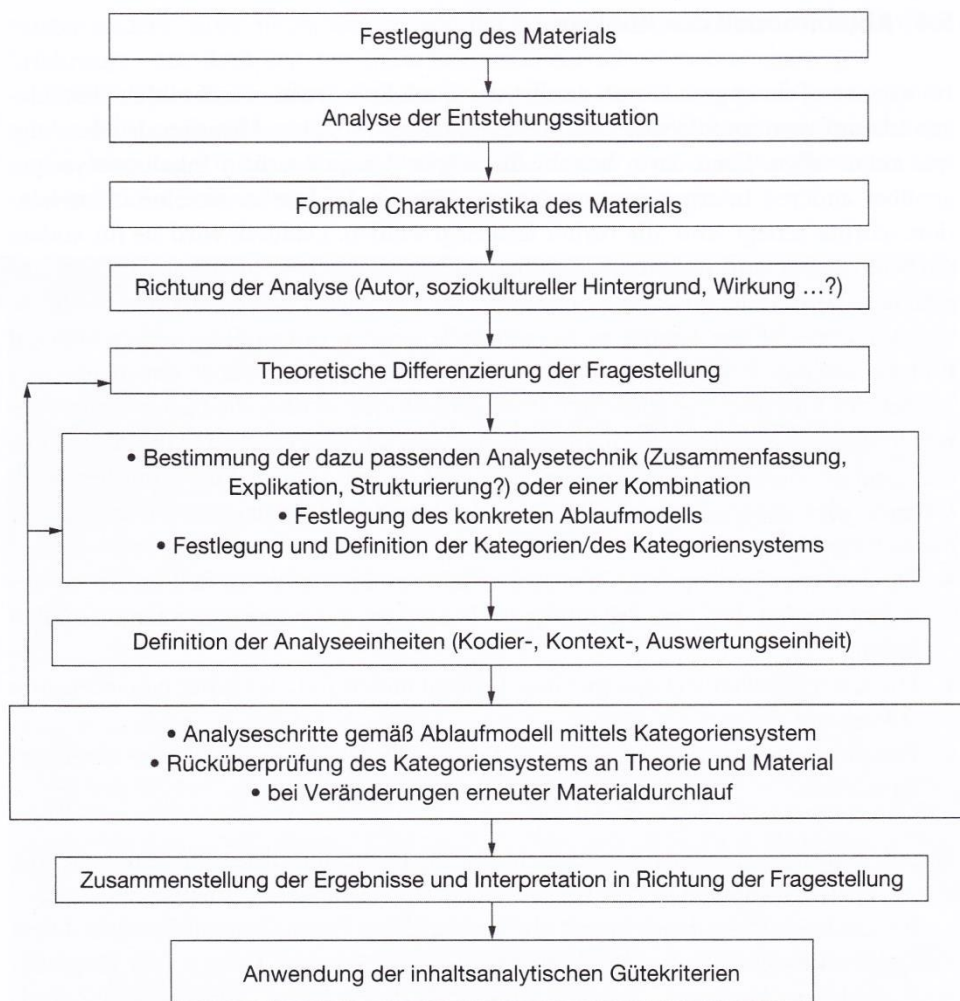 Festlegung des Materials
Analyse der Entstehungssituation
Formale Charakteristika des Materials
Richtung der Analyse (Autor, soziokultureller Hintergrund, Wirkung …?)
Theoretische Differenzierung der Fragestellung
• Bestimmung der dazu passenden Analysetechnik (Zusammenfassung,
Explikation, Strukturierung?) oder einer Kombination
• Festlegung des konkreten Ablaufmodells
• Festlegung und Definition der Kategorien/des Kategoriensystems
Definition der Analyseeinheiten (Kodier-, Kontext-, Auswertungseinheit)
• Analyseschritte gemäß Ablaufmodell mittels Kategoriensystem
• Rücküberprüfung des Kategoriensystems an Theorie und Material
• bei Veränderungen erneuter Materialdurchlauf
Zusammenstellung der Ergebnisse und Interpretation in Richtung der Fragestellung
Anwendung der inhaltsanalytischen Gütekriterien